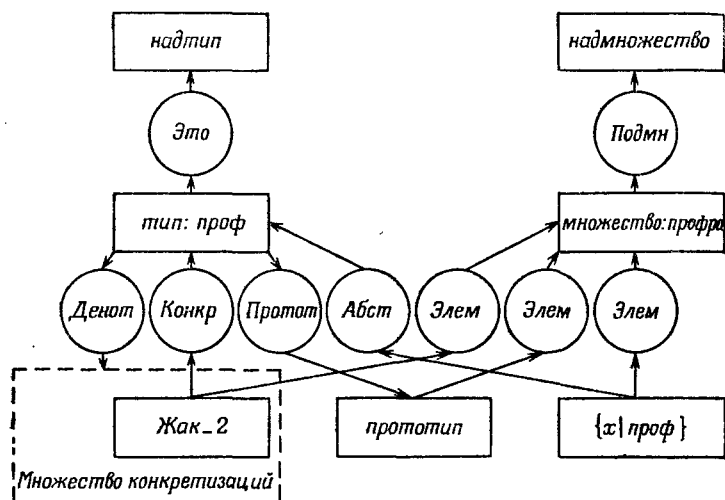 надтип
надмножество
Это
Подмн
тип: проф
множество:профра
Денот
Конкр
Протот
Абст
Элем
Элем
Элем
Жак_2
прототип
{x|проф}
Множество конкретизаций